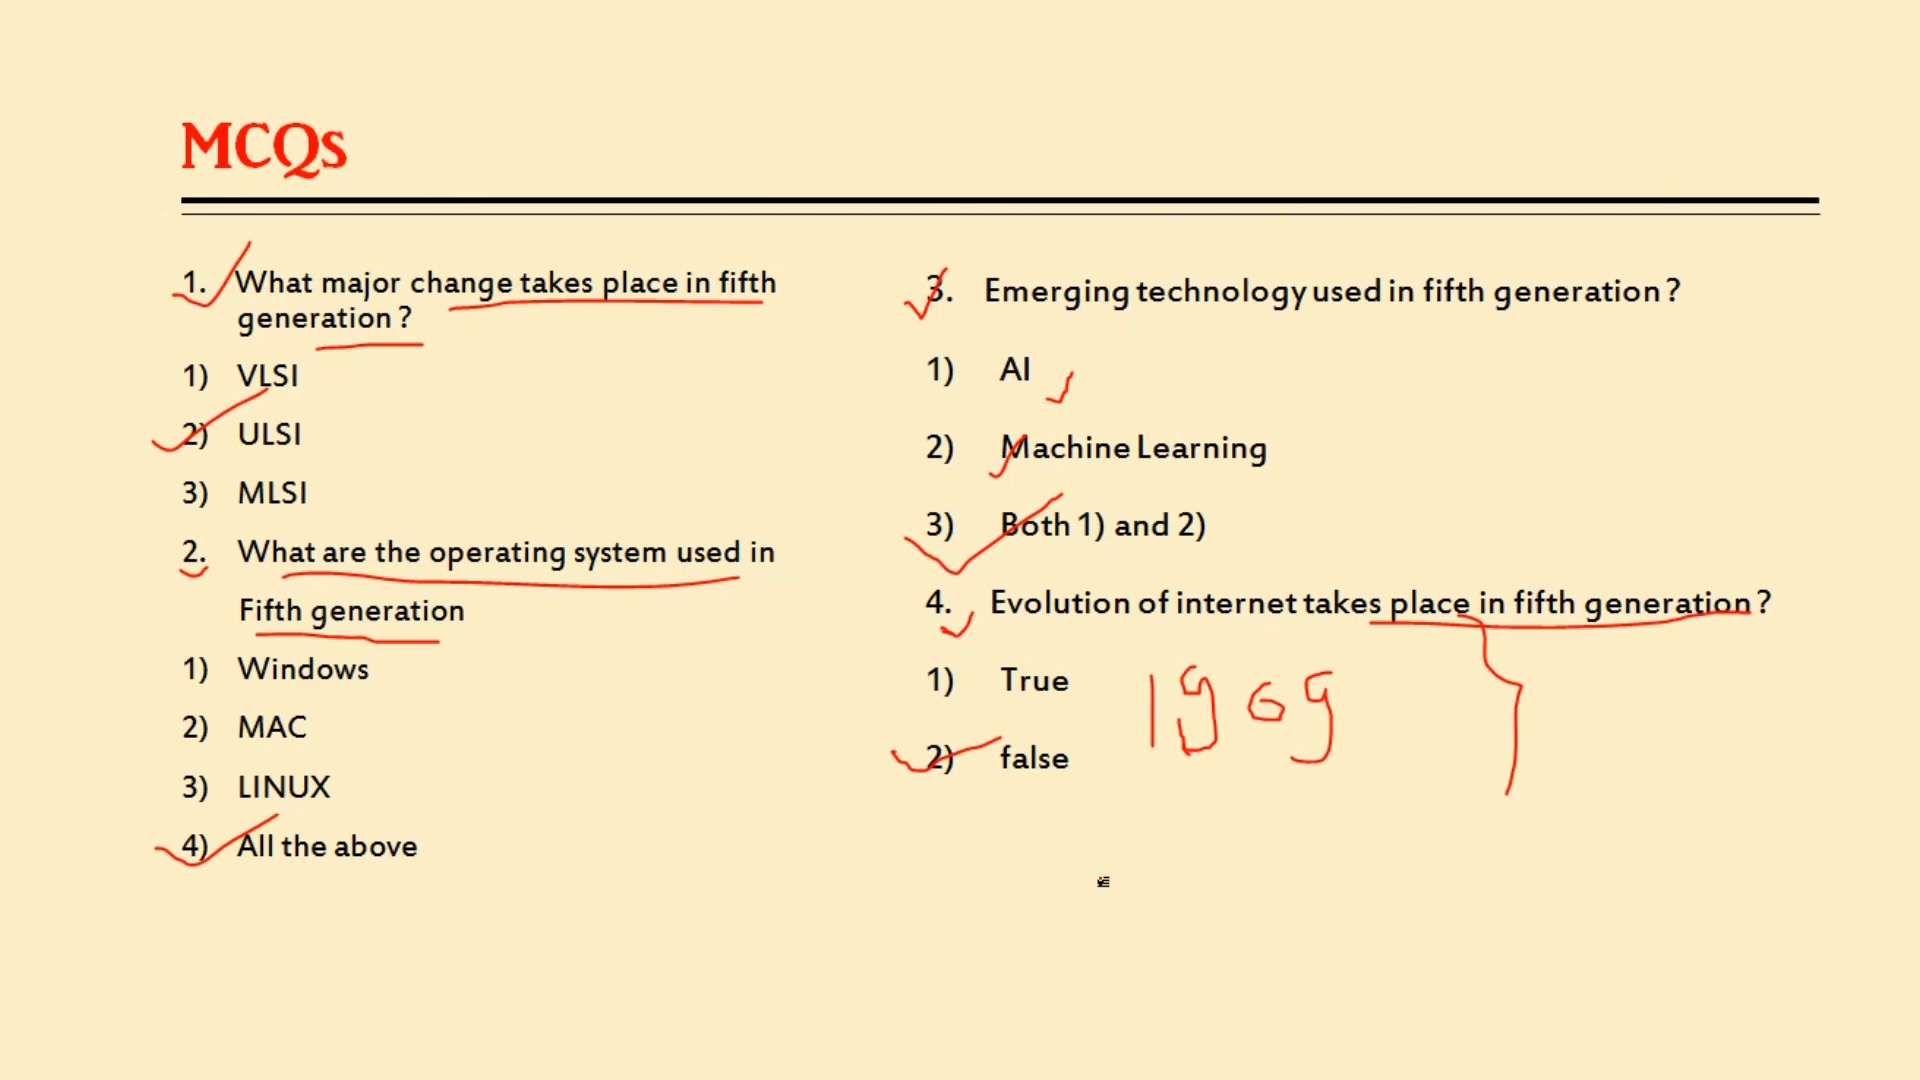 MCQs
1. What major change takes place in fifth
generation ?
1) VLSI
2) ULSI
3) MLSI
2. What are the operating system used in
Fifth generation
1) Windows
2) MAC
3) LINUX
4) All the above
3. Emerging technology used in fifth generation ?
1) AI
2) Machine Learning
3) Both 1) and 2)
4. Evolution of internet takes place in fifth generation ?
1) True
1969
2) false